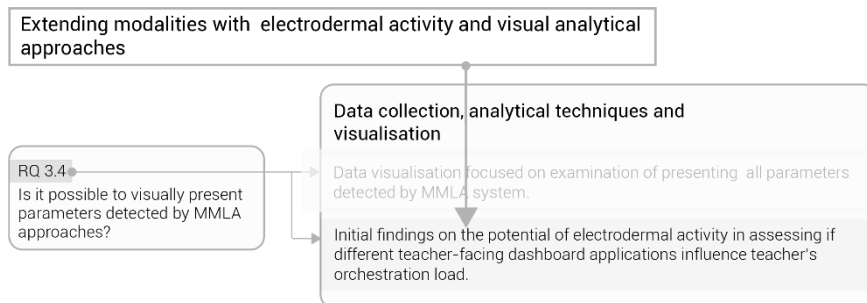 Extending modalities with electrodermal activity and visual analytical
approaches
Data collection, analytical techniques and
visualisation
RQ 3.4
Is it possible to visually present
parameters detected by MMLA
approaches?
Data visualisation focused on examination of presenting all parameters
detected by MMLA system.
Initial findings on the potential of electrodermal activity in assessing if
different teacher-facing dashboard applications influence teacher's
orchestration load.